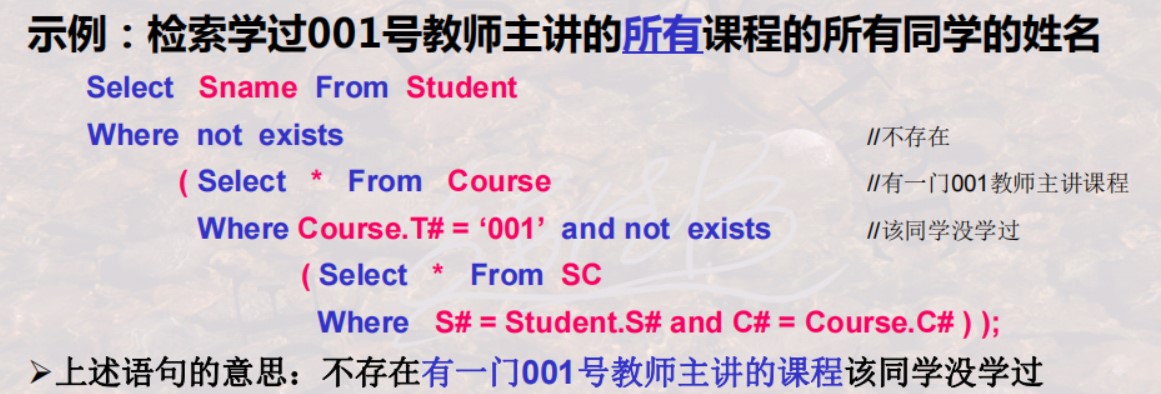 示例：检索学过001号教师主讲的所有课程的所有同学的姓名
Select Sname From Student
Where not exists //不存在
( Select * From Course //有一门001教师主讲课程
Where Course.T# = ‘001’ and not exists //该同学没学过
( Select * From SC
Where S# = Student.S# and C# = Course.C# ) );
➢上述语句的意思：不存在有一门001号教师主讲的课程该同学没学过